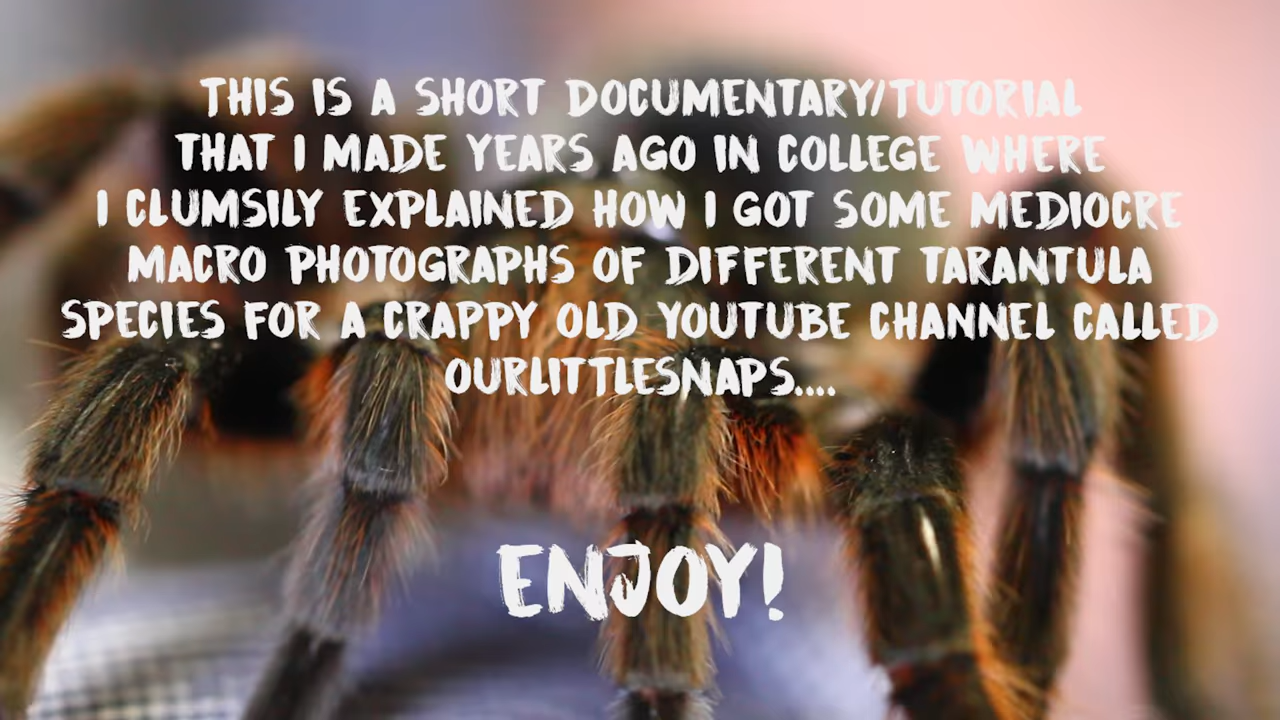 THIS IS A SHORT DOCUMENTARY/TUTORIAL
THAT I MADE YEARS AGO IN COLLEGE WHERE
I CLUMSILY EXPLAINED HOW I GOT SOME MEDIOCRE
MACRO PHOTOGRAPHS OF DIFFERENT TARANTULA
SPECIES FOR A CRAPPY OLD YOUTUBE CHANNEL CALLED
OURLITTLESNAPS....
ENJOY!